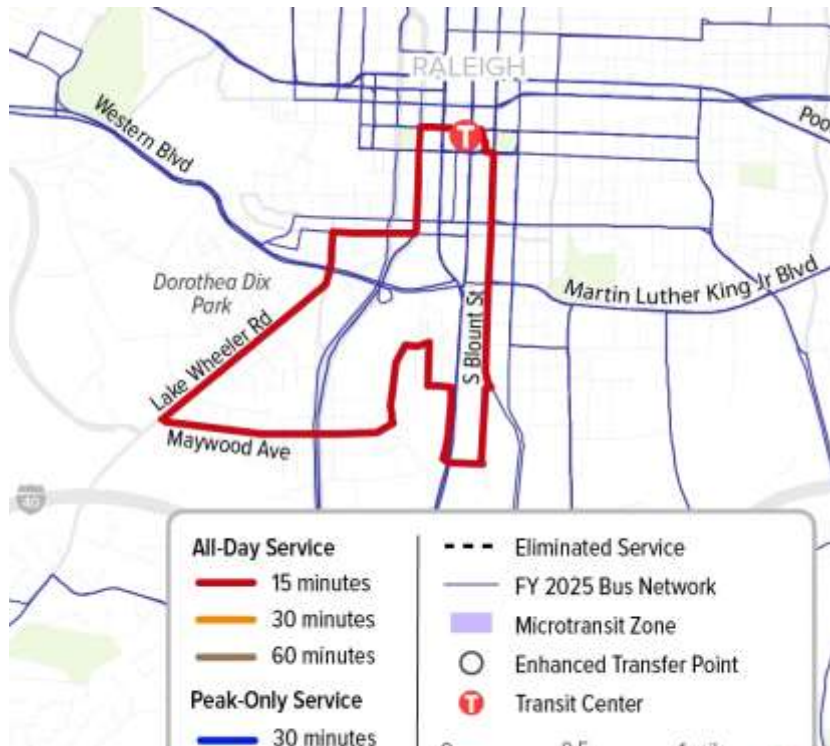 RALEIGH
Western Blvd
Poo
Dorothea Dix
Park
Martin Luther King Jr Blvd
Lake Wheeler Rd
S Blount St
Maywood Ave
40
T
All-Day Service
15 minutes
30 minutes
60 minutes
Peak-Only Service
30 minutes
Eliminated Service
FY 2025 Bus Network
Microtransit Zone
Enhanced Transfer Point
T Transit Center